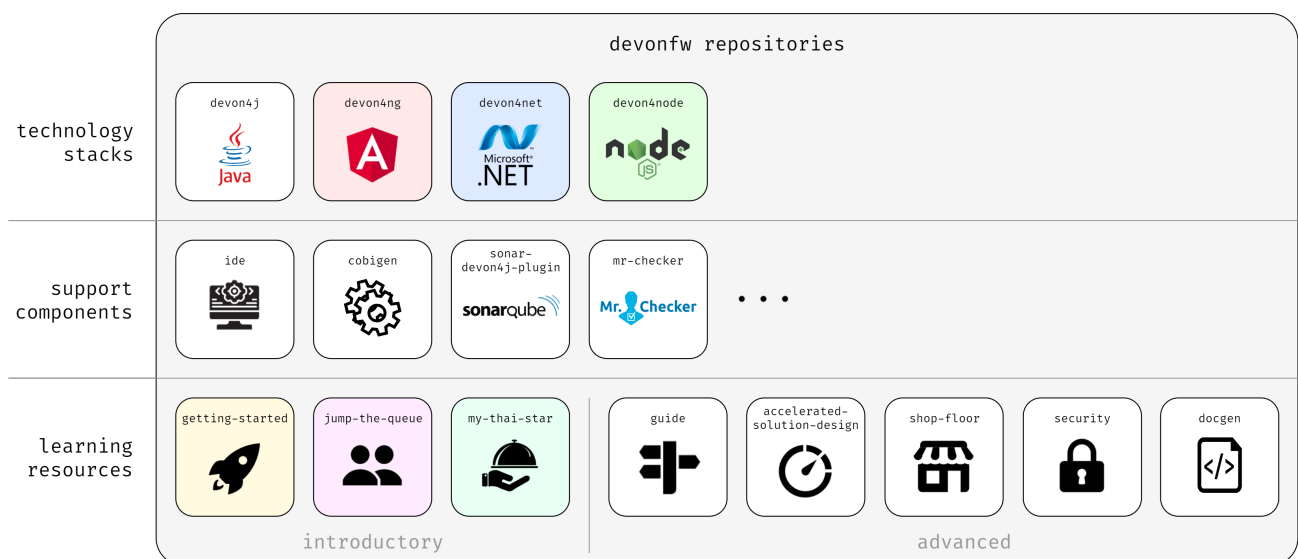 devonfw repositories
technology
stacks
devon4j
Java
devon4ng
A
devon4net
Microsoft®
.NET
devon4node
node
JS
support
components
ide
cobigen
sonar-
devon4j-plugin
sonarqube
mr-checker
Mr. Checker
• • •
learning
resources
getting-started
jump-the-queue
my-thai-star
guide
accelerated-
solution-design
shop-floor
security
docgen
</>
introductory
advanced